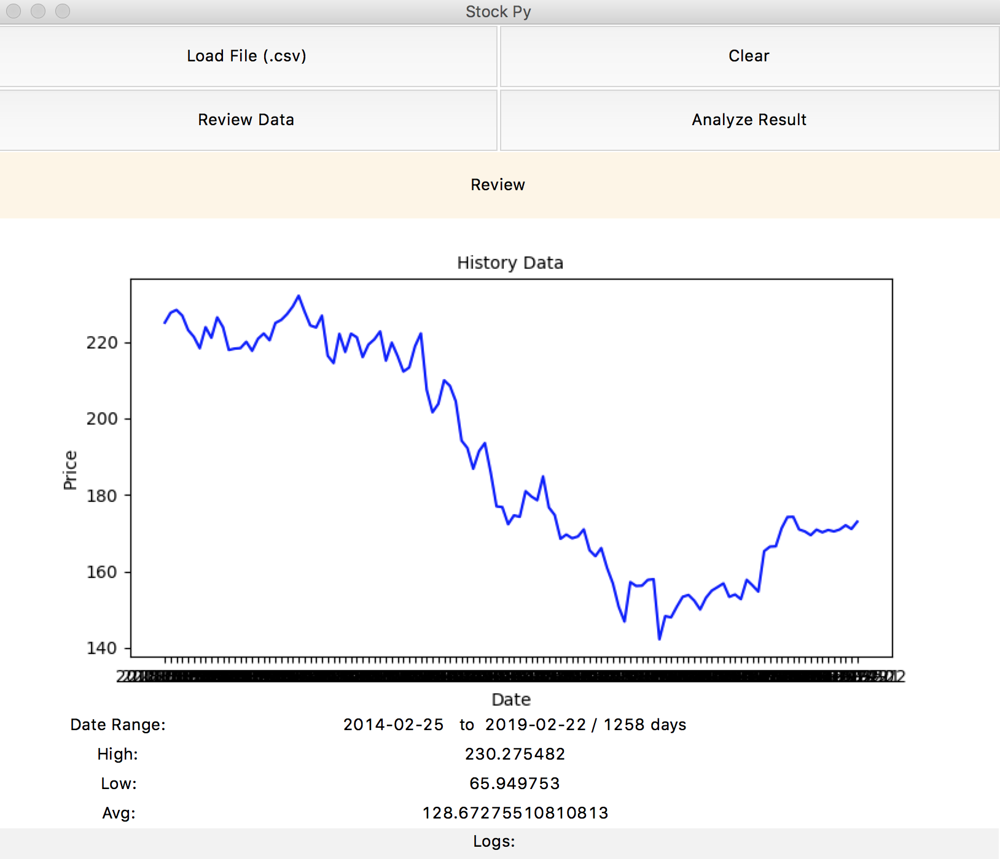 Stock Py
Load File (.csv)
Clear
Review Data
Analyze Result
Review
History Data
220
200
180
160
140
Price
Date
Date Range: 2014-02-25 to 2019-02-22 / 1258 days
High: 230.275482
Low: 65.949753
Avg: 128.67275510810813
Logs: